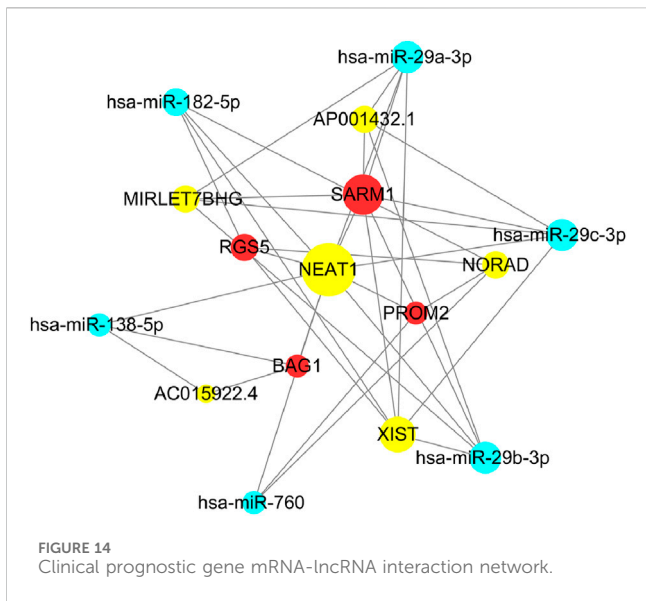 hsa-miR-29a-3p
hsa-miR-182-5p
AP001432.1
MIRLET7BHG
SARM1
hsa-miR-29c-3p
RGS5
NEAT1
NORAD
hsa-miR-138-5p
PROM2
BAG1
AC015922.4
XIST
hsa-miR-29b-3p
hsa-miR-760
FIGURE 14
Clinical prognostic gene mRNA-lncRNA interaction network.